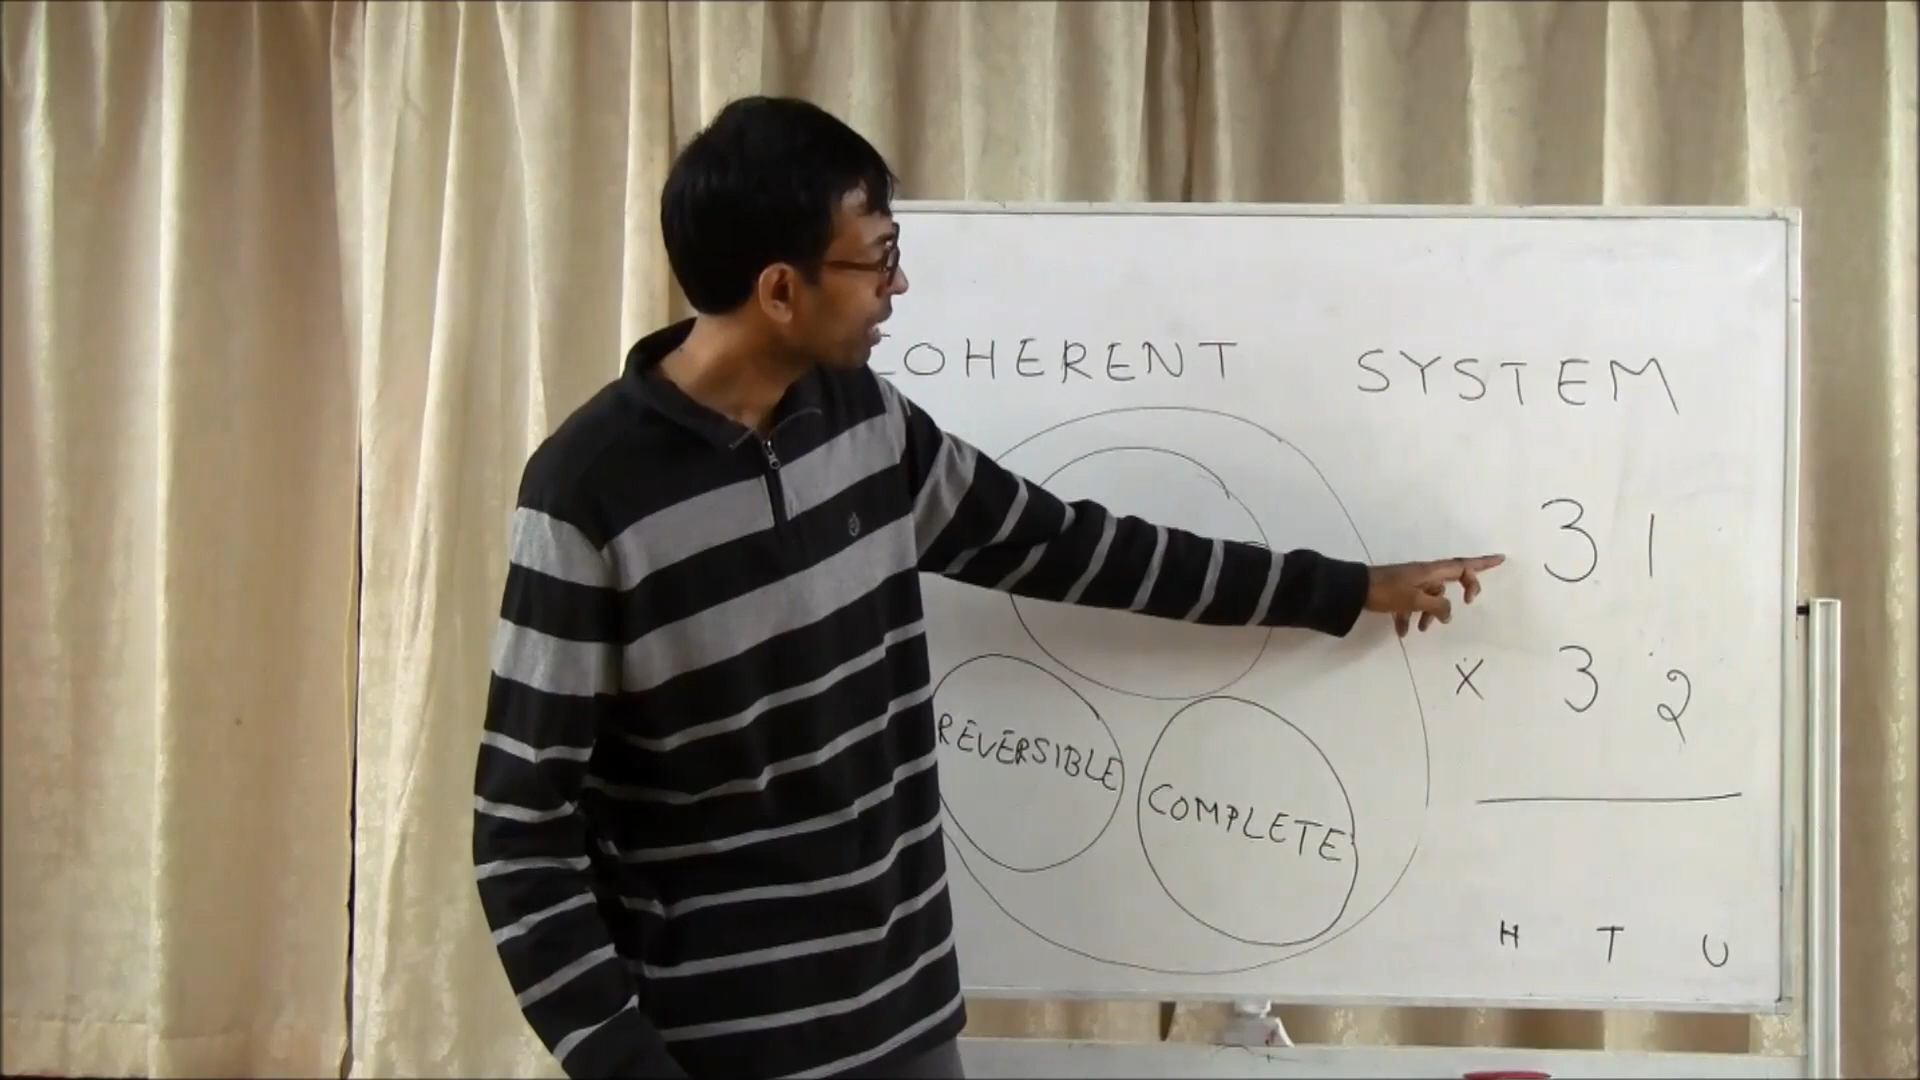 COHERENT SYSTEM
31
x 32
REVERSIBLE
COMPLETE
H T U